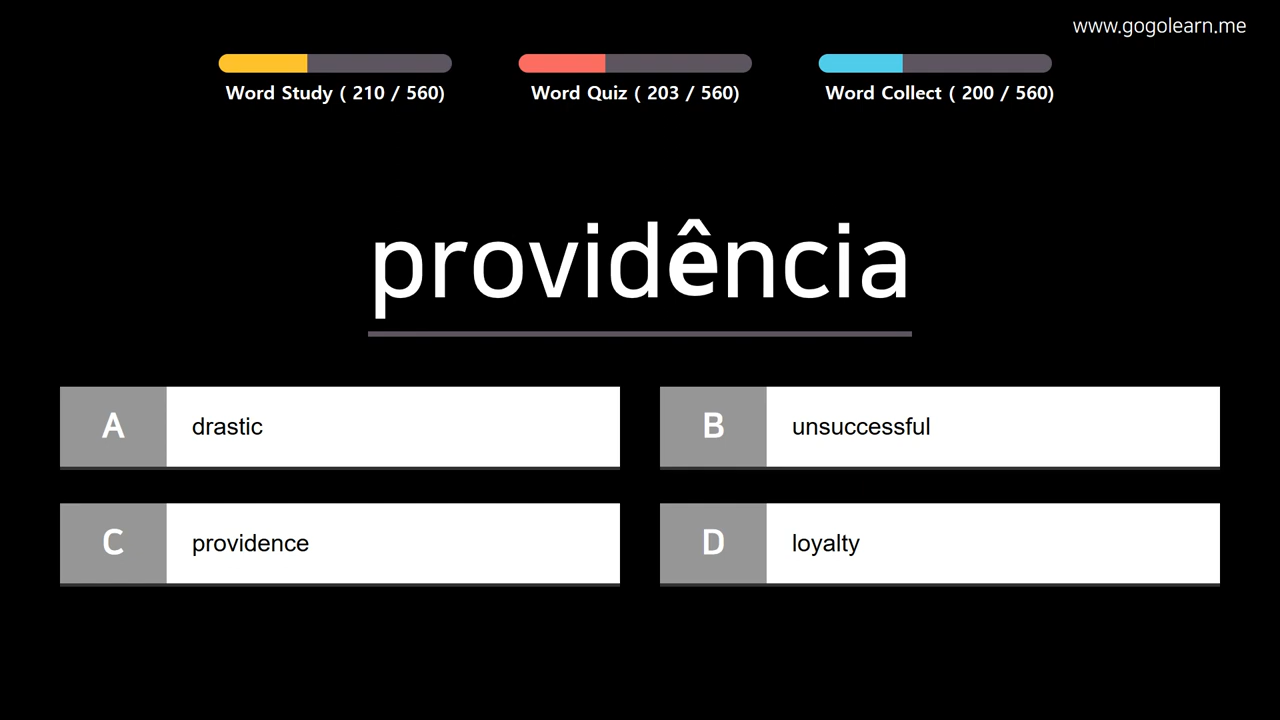 www.gogolearn.me
Word Study ( 210 / 560)
Word Quiz ( 203 / 560)
Word Collect ( 200 / 560)
providência
A drastic
B unsuccessful
C providence
D loyalty